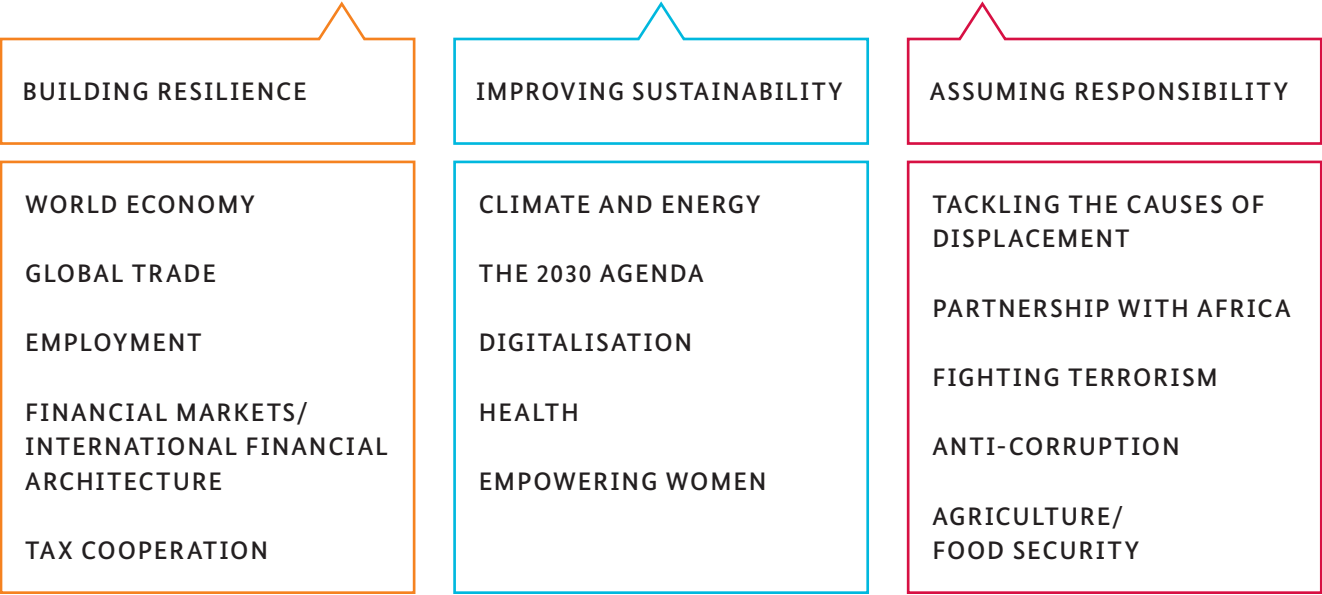 BUILDING RESILIENCE
WORLD ECONOMY
GLOBAL TRADE
EMPLOYMENT
FINANCIAL MARKETS/
INTERNATIONAL FINANCIAL
ARCHITECTURE
TAX COOPERATION
IMPROVING SUSTAINABILITY
CLIMATE AND ENERGY
THE 2030 AGENDA
DIGITALISATION
HEALTH
EMPOWERING WOMEN
ASSUMING RESPONSIBILITY
TACKLING THE CAUSES OF
DISPLACEMENT
PARTNERSHIP WITH AFRICA
FIGHTING TERRORISM
ANTI-CORRUPTION
AGRICULTURE/
FOOD SECURITY